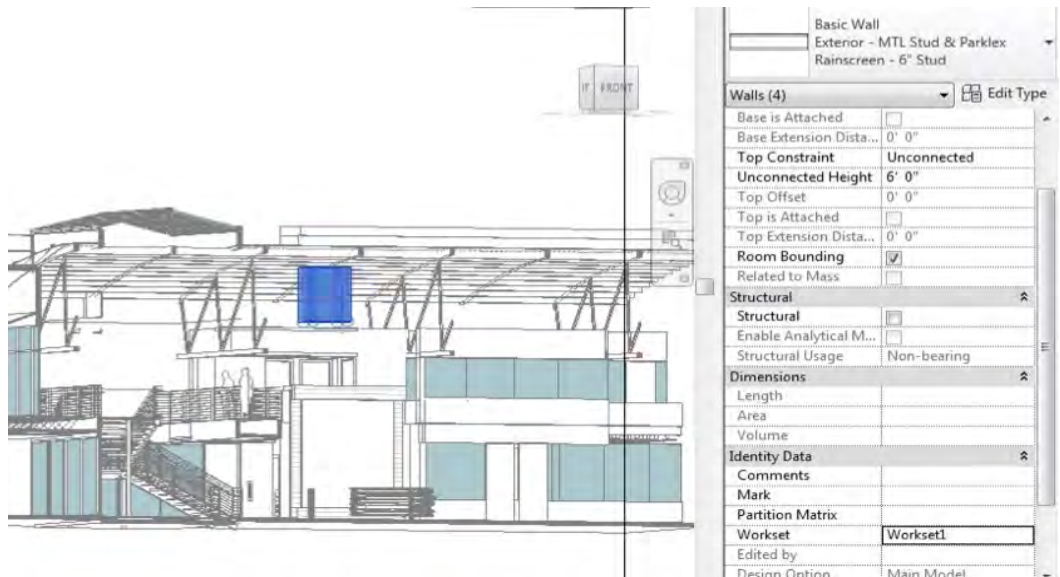 Basic Wall
Exterior - MTL Stud & Parklex
Rainscreen - 6" Stud
FRONT
Walls (4) Edit Type
Base is Attached
Base Extension Dista... 0' 0"
Top Constraint Unconnected
Unconnected Height 6' 0"
Top Offset 0' 0"
Top is Attached
Top Extension Dista... 0' 0"
Room Bounding
Related to Mass
Structural
Structural
Enable Analytical M...
Structural Usage Non-bearing
Dimensions
Length
Area
Volume
Identity Data
Comments
Mark
Partition Matrix
Workset Workset1
Edited by
Design Option Main Model